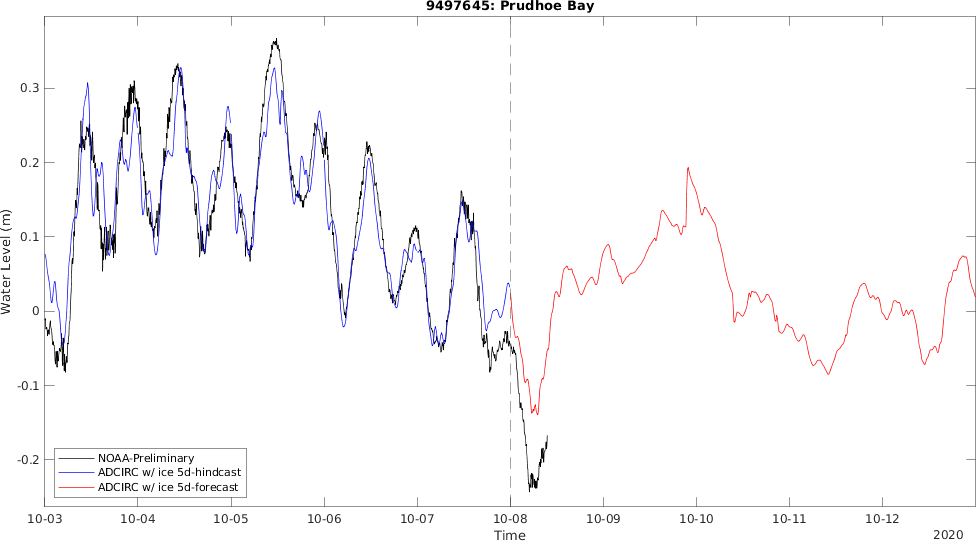 9497645: Prudhoe Bay
Water Level (m)
0.3
0.2
0.1
0
-0.1
-0.2
NOAA-Preliminary
ADCIRC w/ ice 5d-hindcast
ADCIRC w/ ice 5d-forecast
10-03 10-04 10-05 10-06 10-07 10-08 10-09 10-10 10-11 10-12
Time
2020